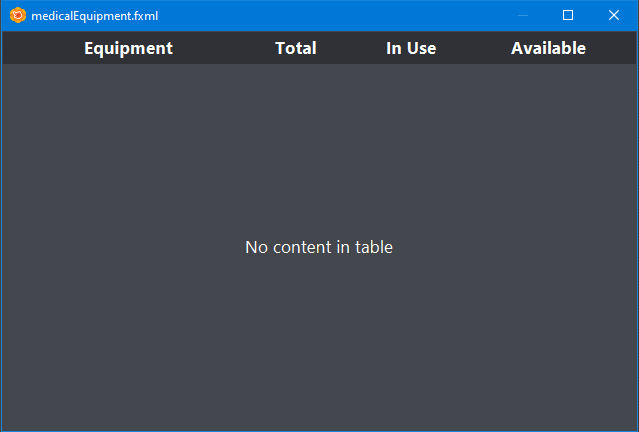 medicalEquipment.fxml
Equipment Total In Use Available
No content in table